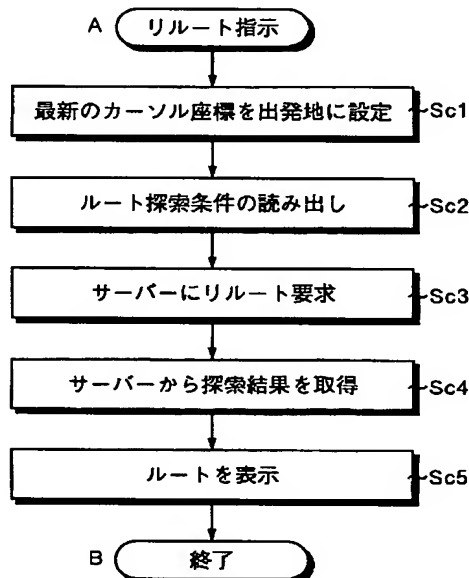 A リルート指示
最新のカーソル座標を出発地に設定 Sc1
ルート探索条件の読み出し Sc2
サーバーにリルート要求 Sc3
サーバーから探索結果を取得 Sc4
ルートを表示 Sc5
B 終了